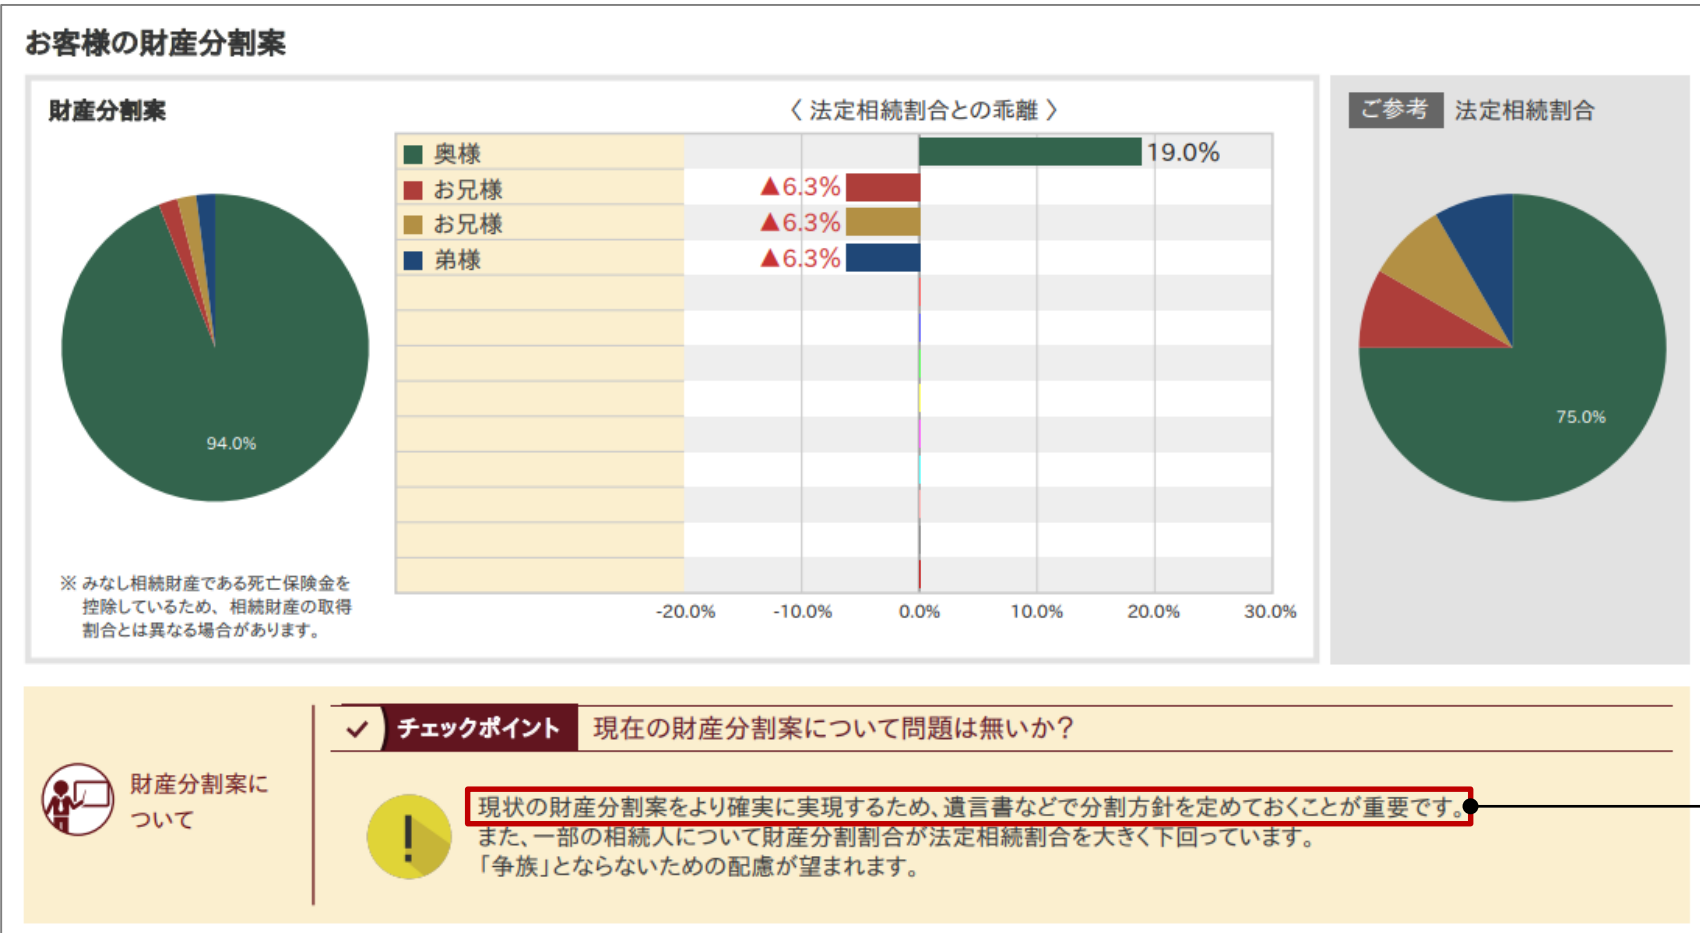 お客様の財産分割案
財産分割案
〈 法定相続割合との乖離 〉
奥様
19.0%
お兄様
▲6.3%
お兄様
▲6.3%
弟様
▲6.3%
-20.0% -10.0% 0.0% 10.0% 20.0% 30.0%
94.0%
※ みなし相続財産である死亡保険金を
控除しているため、相続財産の取得
割合とは異なる場合があります。
ご参考 法定相続割合
75.0%
財産分割案に
ついて
チェックポイント 現在の財産分割案について問題は無いか?
現状の財産分割案をより確実に実現するため、遺言書などで分割方針を定めておくことが重要です。
また、一部の相続人について財産分割割合が法定相続割合を大きく下回っています。
「争族」とならないための配慮が望まれます。